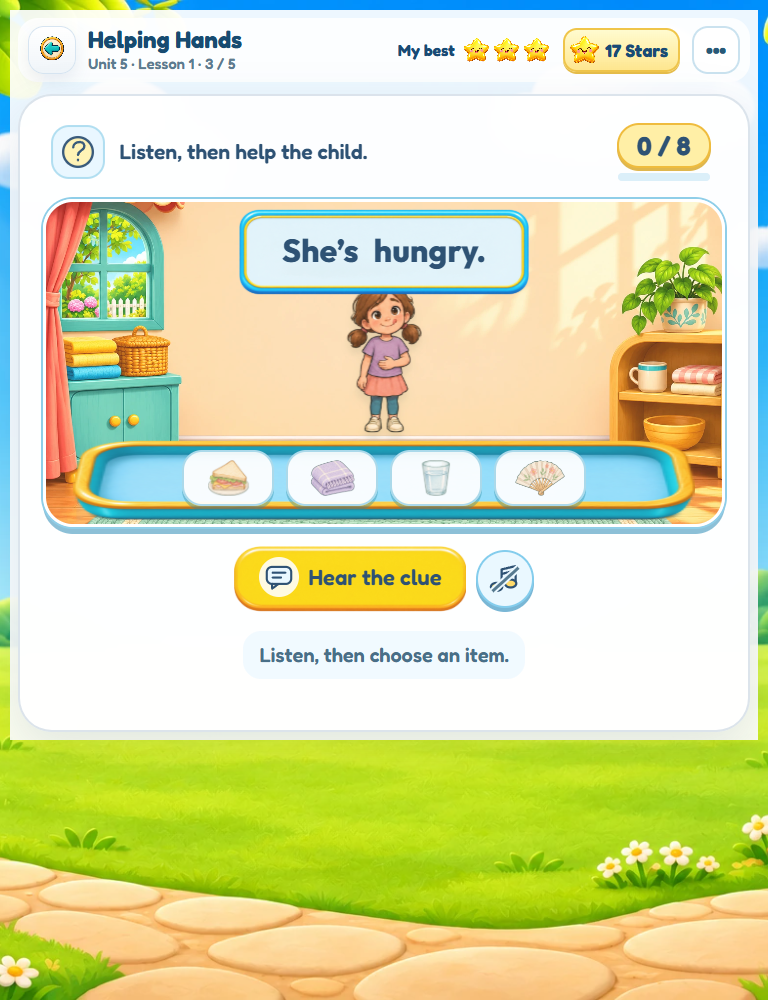 Helping Hands
Unit 5 · Lesson 1 · 3 / 5
My best
17 Stars
Listen, then help the child.
0 / 8
She’s hungry.
Hear the clue
Listen, then choose an item.